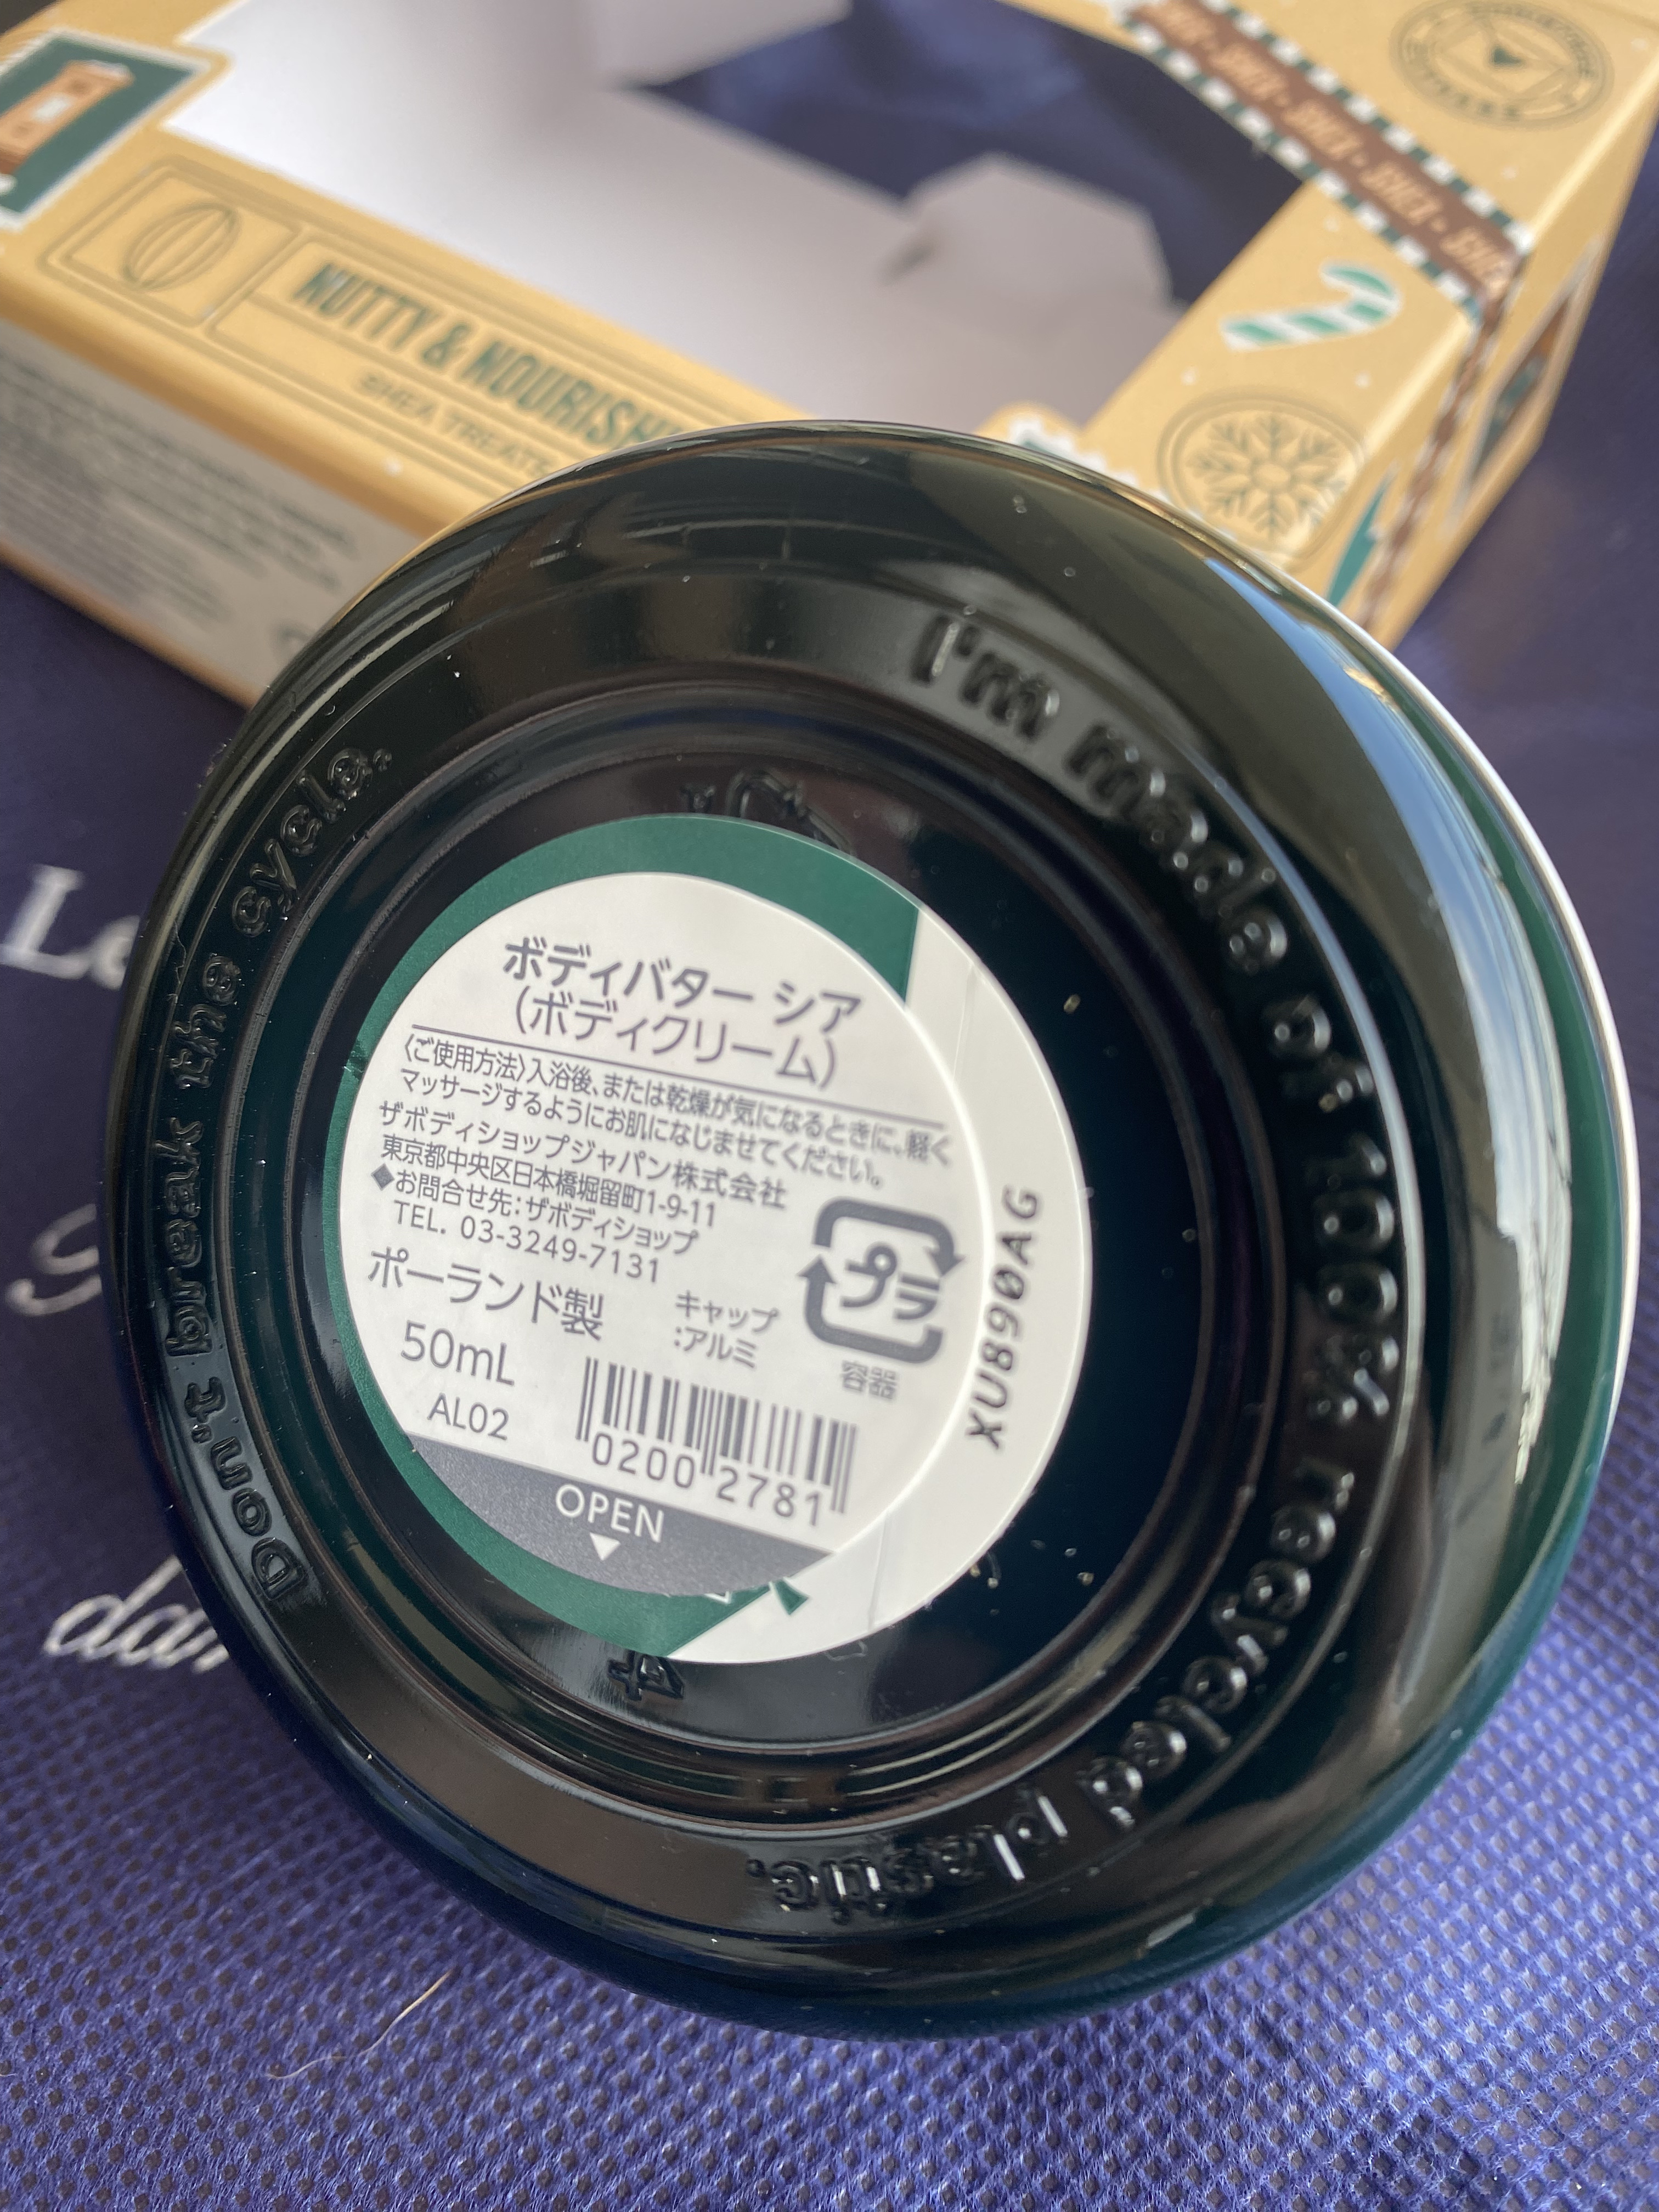 SHEA • SHEA • SHEA • SHEA
NUTTY & NOURISH
SHEA TREATS
I'm made of 100% recycled plastic.
Don't break the cycle.
ボディバター シア
(ボディクリーム)
〈ご使用方法〉入浴後、または乾燥が気になるときに、軽く
マッサージするようにお肌になじませてください。
ザボディショップジャパン株式会社
東京都中央区日本橋堀留町1-9-11
◆お問合せ先:ザボディショップ
TEL. 03-3249-7131
ポーランド製
キャップ
:アルミ
プラ
容器
50mL
AL02
0200 2781
OPEN
XU890AG
4